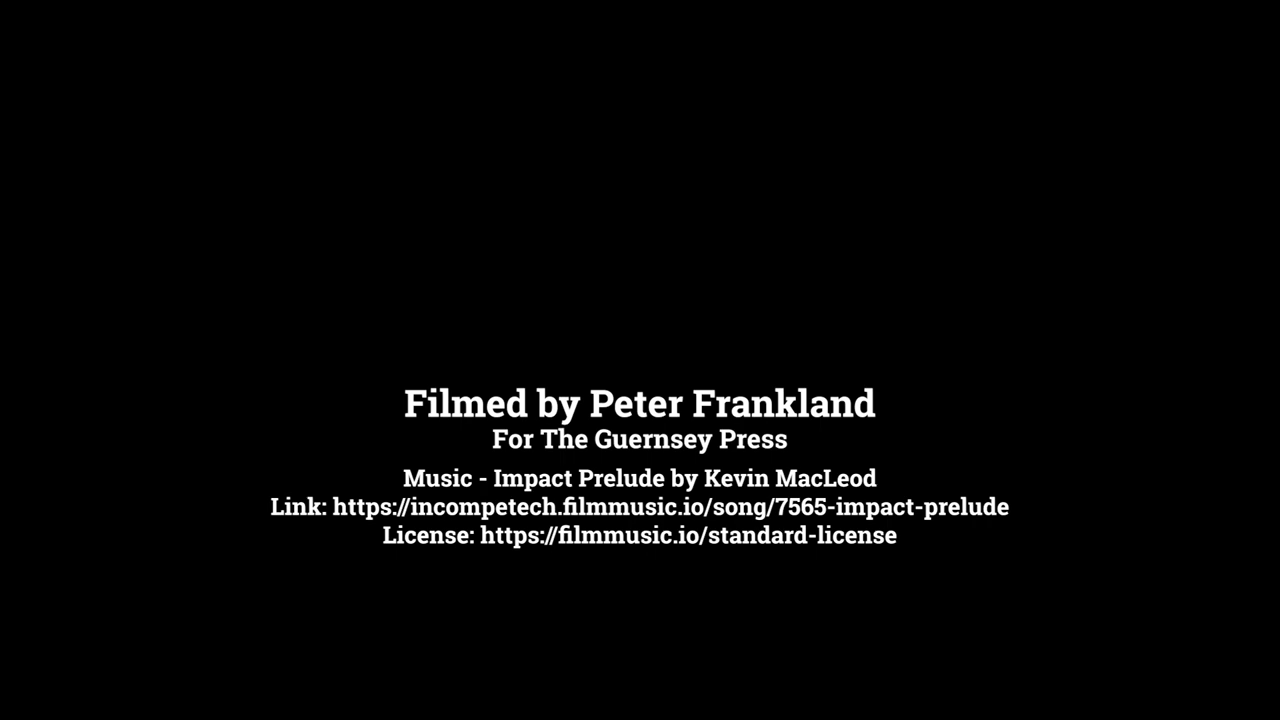 Filmed by Peter Frankland
For The Guernsey Press
Music - Impact Prelude by Kevin MacLeod
Link: https://incompetech.filmmusic.io/song/7565-impact-prelude
License: https://filmmusic.io/standard-license